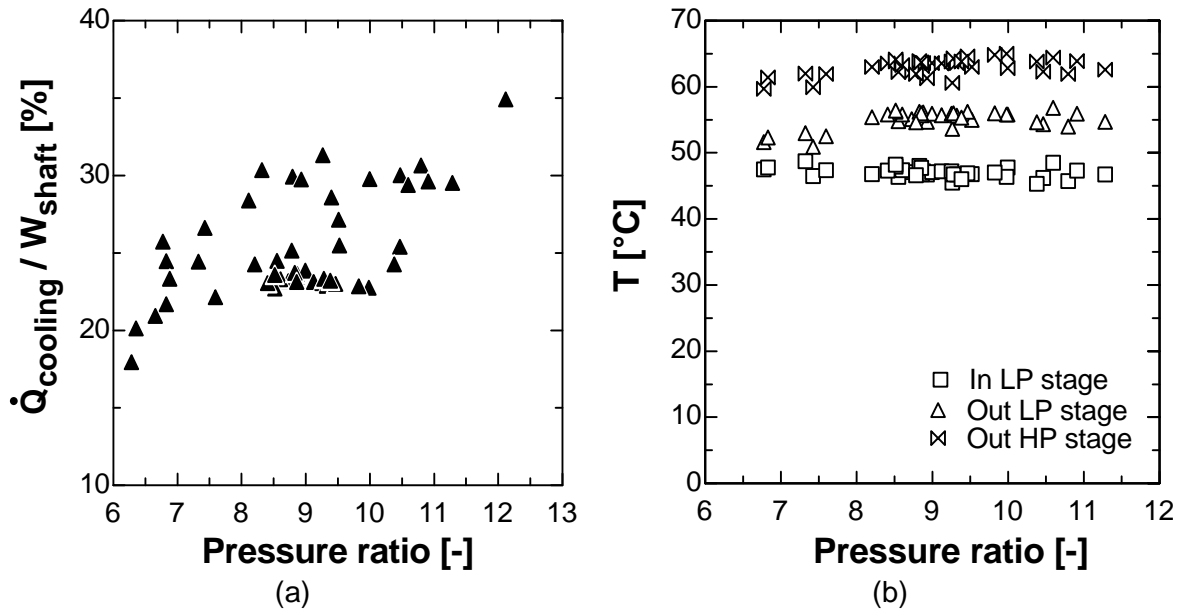 40
30
20
10
6 7 8 9 10 11 12 13
Q̇cooling / Wshaft [%]
Pressure ratio [-]
(a)
70
60
50
40
30
20
10
0
6 7 8 9 10 11 12
T [°C]
In LP stage
Out LP stage
Out HP stage
Pressure ratio [-]
(b)